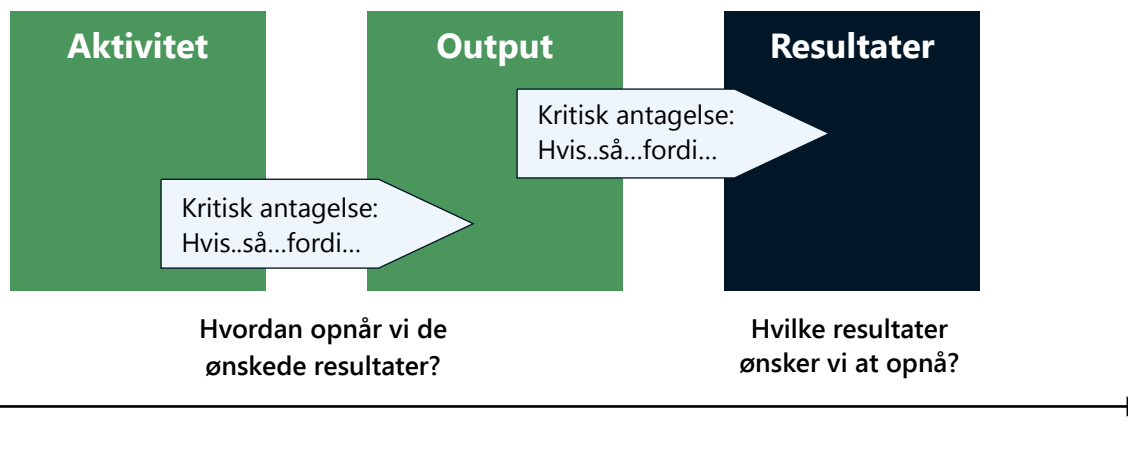 Aktivitet
Output
Resultater
Kritisk antagelse:
Hvis..så...fordi...
Kritisk antagelse:
Hvis..så...fordi...
Hvordan opnår vi de
ønskede resultater?
Hvilke resultater
ønsker vi at opnå?